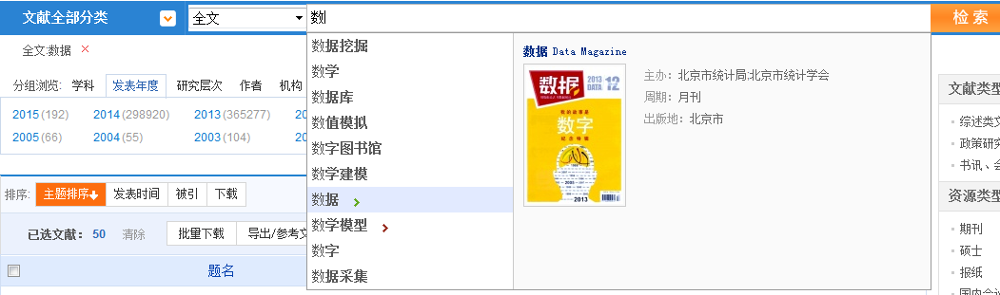 文献全部分类
全文
数
检 索
全文:数据 ×
分组浏览: 学科 发表年度 研究层次 作者 机构
2015(192) 2014(298920) 2013(365277) 20
2005(66) 2004(55) 2003(104) 20
排序: 主题排序 发表时间 被引 下载
已选文献: 50 清除 批量下载 导出/参考文
题名
数据挖掘
数学
数据库
数值模拟
数字图书馆
数学建模
数据
数学模型
数字
数据采集
数据 Data Magazine
数据
2013 12
DATA
数字
2013
主办: 北京市统计局;北京市统计学会
周期: 月刊
出版地: 北京市
文献类型
综述类文
政策研究
书讯、会
资源类型
期刊
硕士
报纸
国内会议